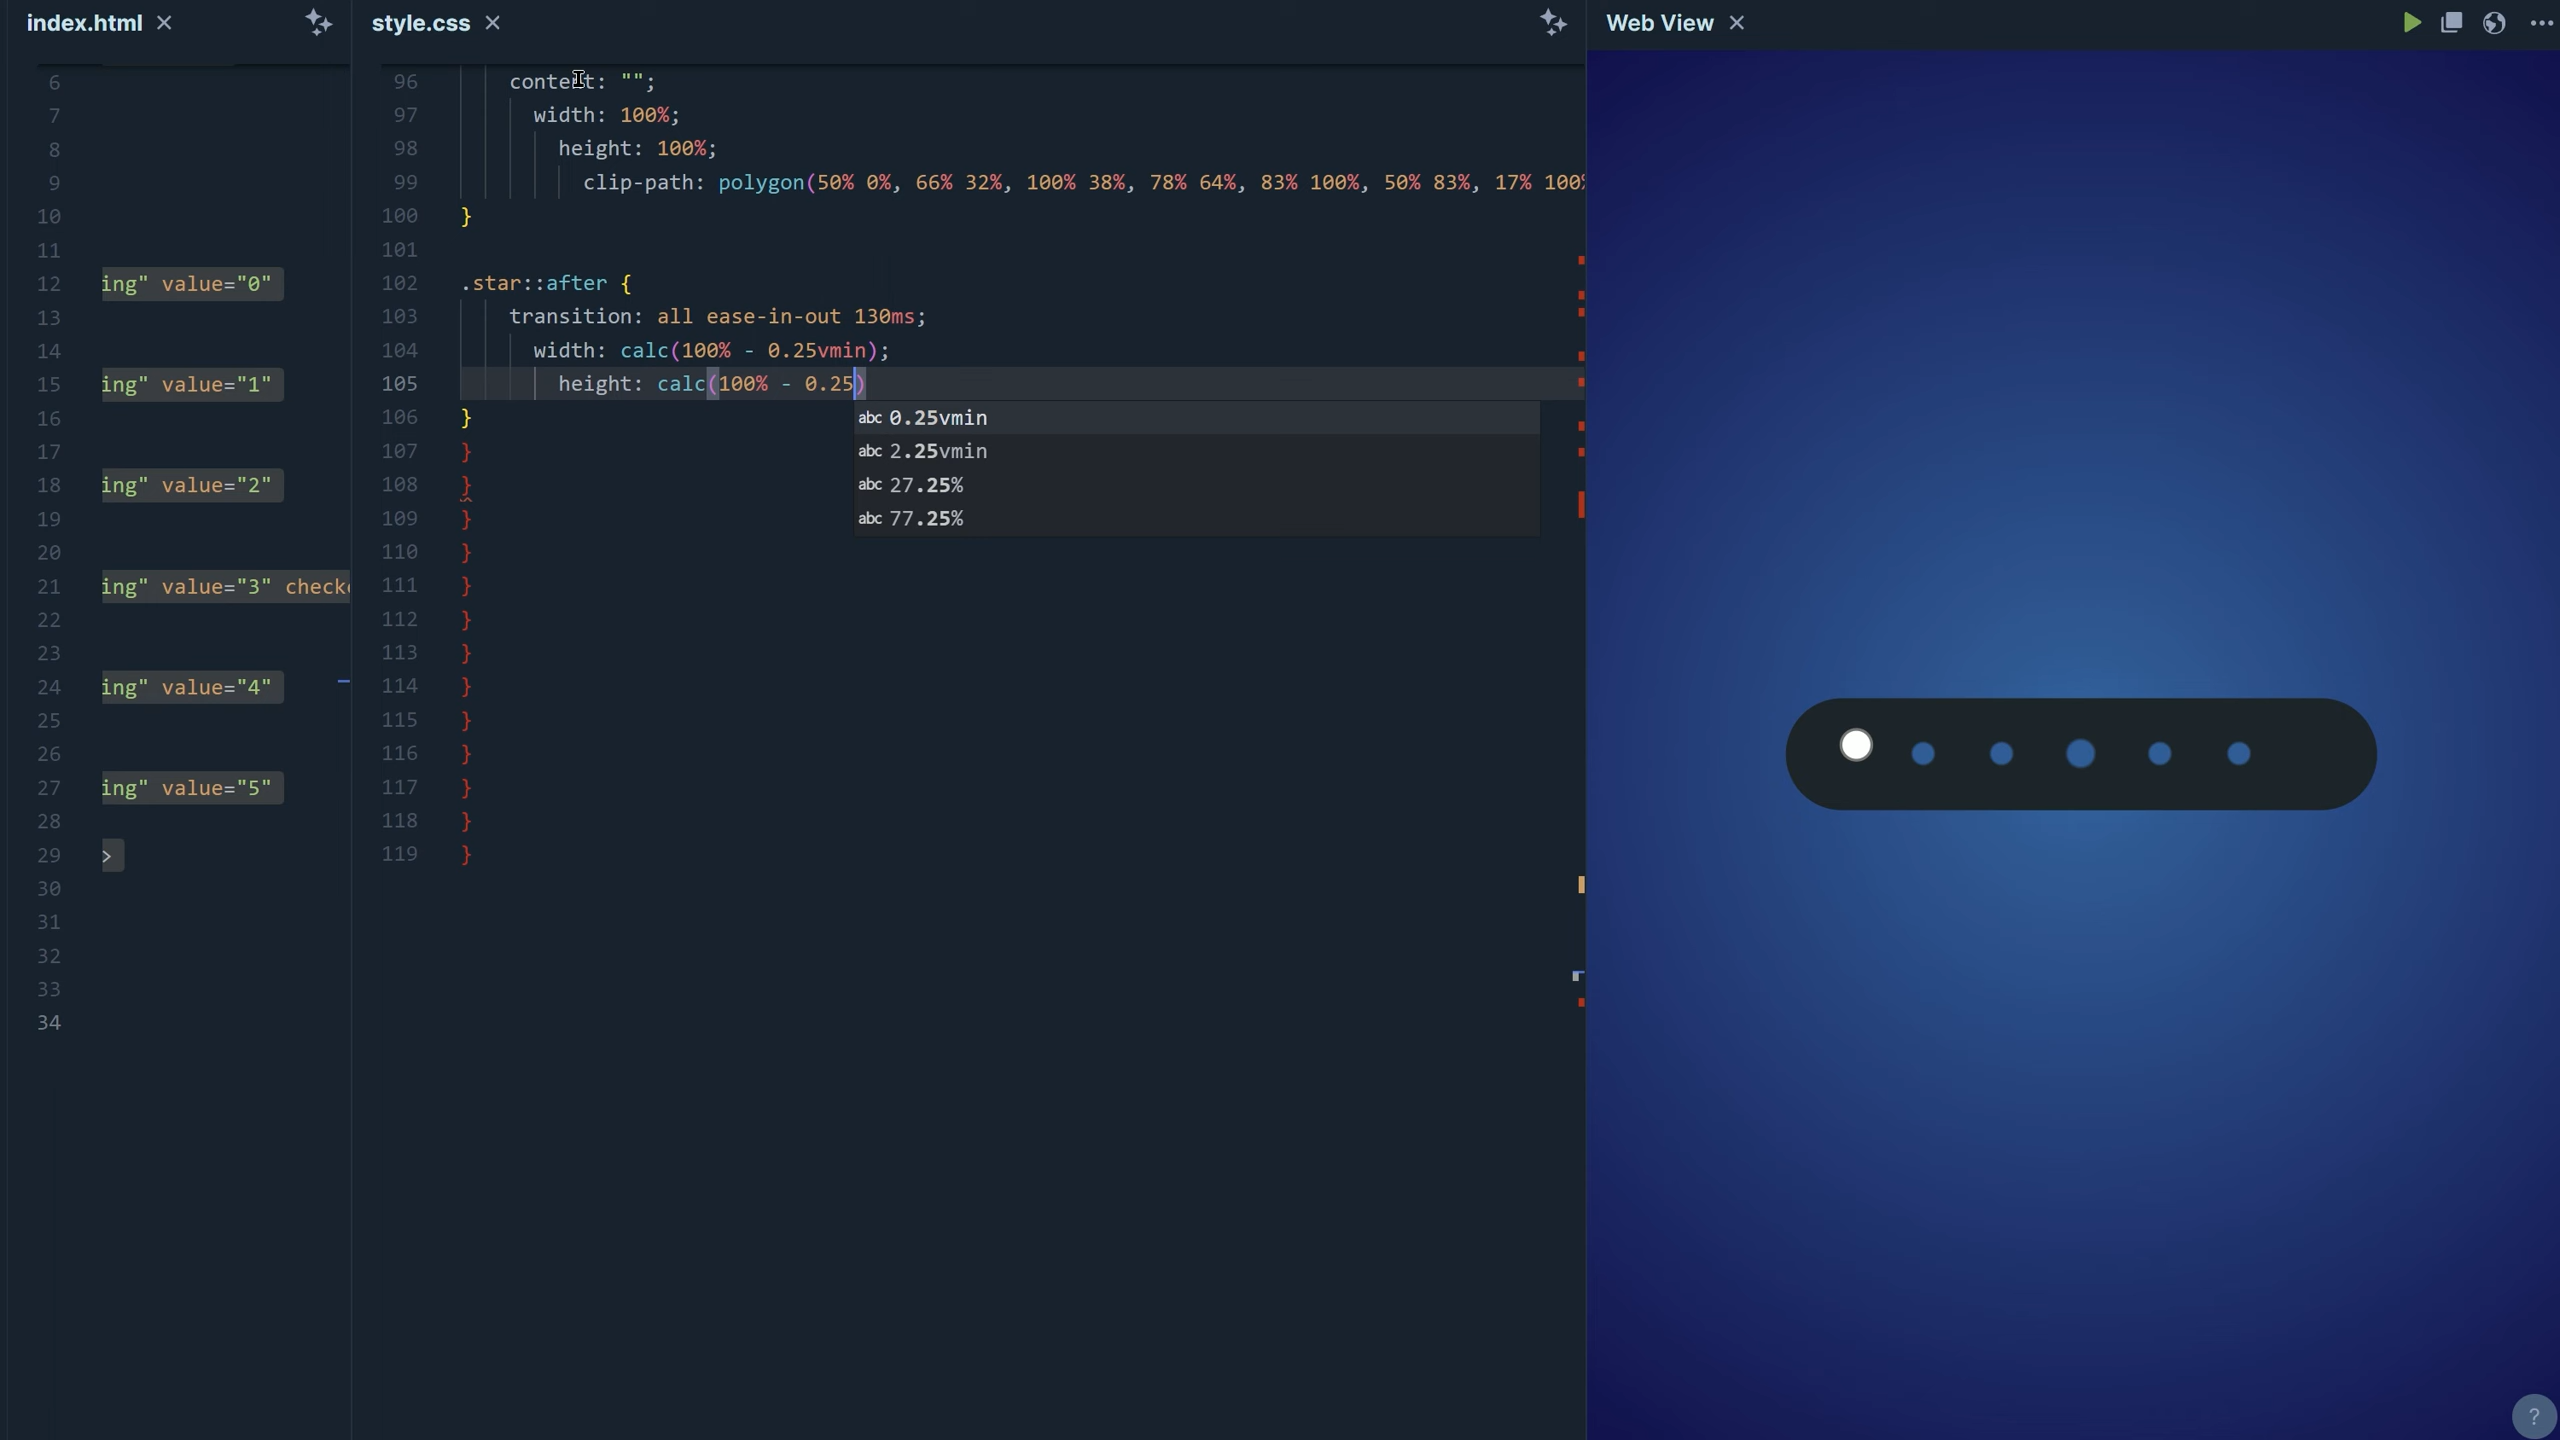 index.html ×
style.css ×
Web View ×
6
7
8
9
10
11
12 ing" value="0"
13
14
15 ing" value="1"
16
17
18 ing" value="2"
19
20
21 ing" value="3" check
22
23
24 ing" value="4"
25
26
27 ing" value="5"
28
29 >
30
31
32
33
34
96 content: "";
97 width: 100%;
98 height: 100%;
99 clip-path: polygon(50% 0%, 66% 32%, 100% 38%, 78% 64%, 83% 100%, 50% 83%, 17% 100%
100 }
101
102 .star::after {
103 transition: all ease-in-out 130ms;
104 width: calc(100% - 0.25vmin);
105 height: calc(100% - 0.25)
106 }
107 }
108 }
109 }
110 }
111 }
112 }
113 }
114 }
115 }
116 }
117 }
118 }
119 }
abc 0.25vmin
abc 2.25vmin
abc 27.25%
abc 77.25%
?